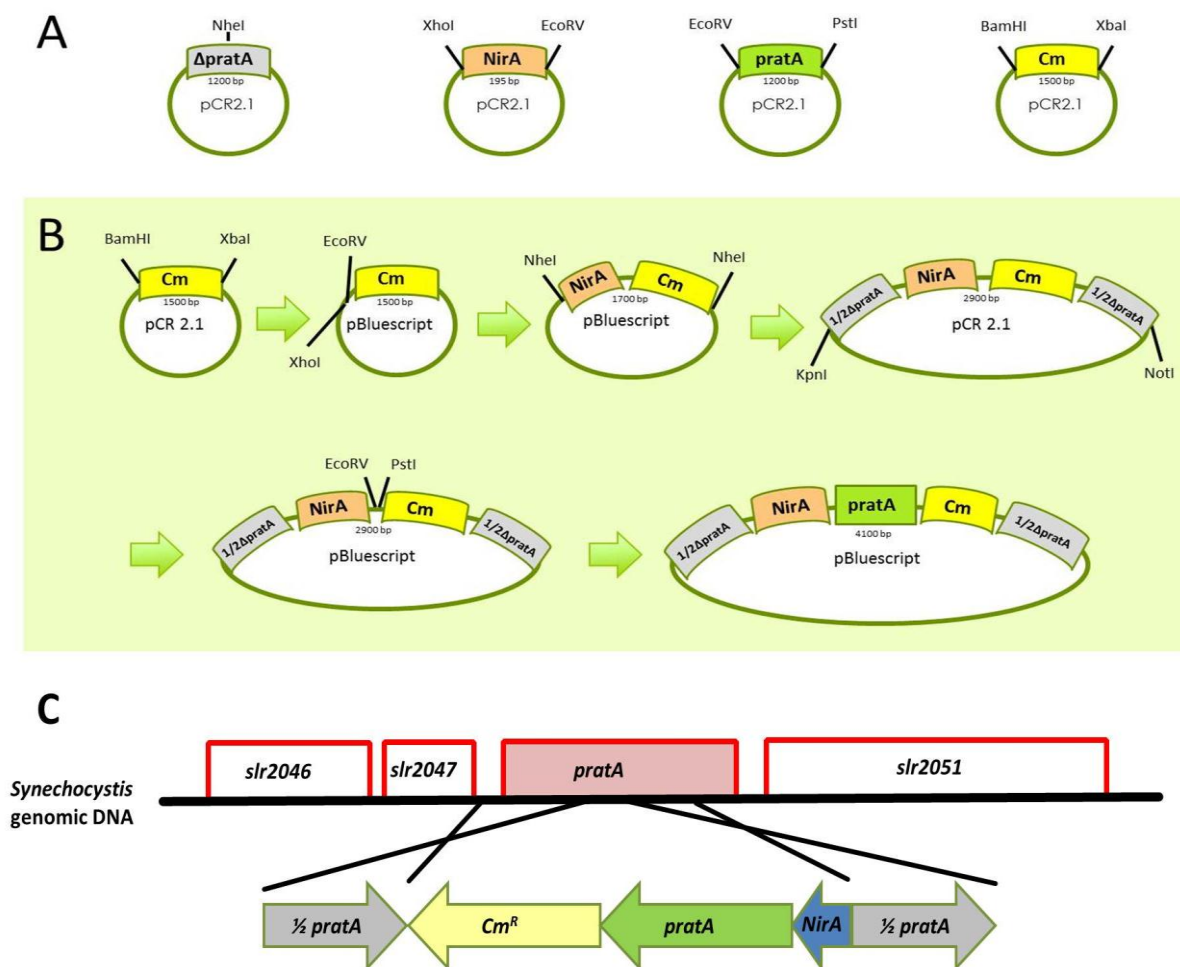 A
NheI
ΔpratA
1200 bp
pCR2.1
XhoI
EcoRV
NirA
195 bp
pCR2.1
EcoRV
PstI
pratA
1200 bp
pCR2.1
BamHI
XbaI
Cm
1500 bp
pCR2.1
B
BamHI
XbaI
Cm
1500 bp
pCR 2.1
EcoRV
Cm
1500 bp
pBluescript
XhoI
NheI
NheI
NirA
Cm
1700 bp
pBluescript
1/2ΔpratA
NirA
Cm
1/2ΔpratA
2900 bp
pCR 2.1
KpnI
NotI
EcoRV PstI
1/2ΔpratA
NirA
Cm
1/2ΔpratA
2900 bp
pBluescript
1/2ΔpratA
NirA
pratA
Cm
1/2ΔpratA
4100 bp
pBluescript
C
Synechocystis
genomic DNA
slr2046
slr2047
pratA
slr2051
½ pratA
Cmᴿ
pratA
NirA
½ pratA